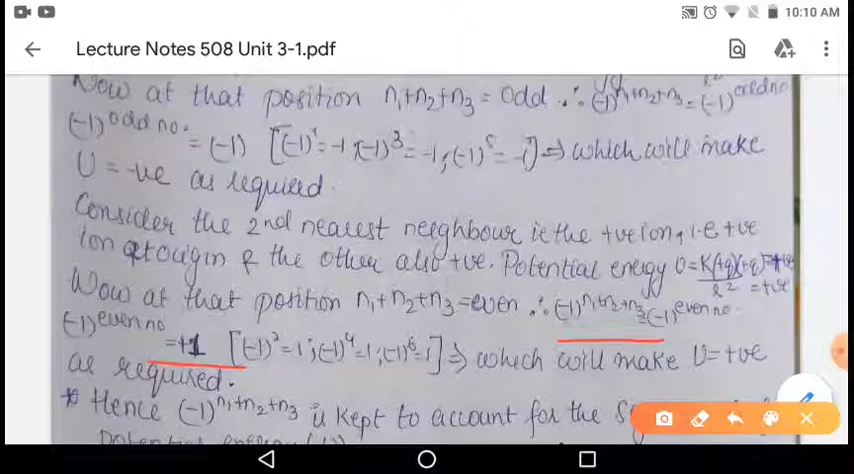 10:10 AM
Lecture Notes 508 Unit 3-1.pdf
Now at that position n₁+n₂+n₃ = odd ∴ (-1)^n₁+n₂+n₃ = (-1)^odd no
(-1)^odd no. = (-1) [(-1)¹ = -1, (-1)³ = -1, (-1)⁵ = -1] ⇒ which will make
U = -ve as required.
Consider the 2nd nearest neighbour ie the +ve ion, i.e +ve
ion at origin & the other also +ve. Potential energy U = K(+q)(+q)/r² = +ve = +ve
Now at that position n₁+n₂+n₃ = even ∴ (-1)^n₁+n₂+n₃ = (-1)^even no.
(-1)^even no = +1 [(-1)² = 1; (-1)⁴ = 1; (-1)⁶ = 1] ⇒ which will make U = +ve
as required.
* Hence (-1)^n₁+n₂+n₃ is kept to account for the
potential energy